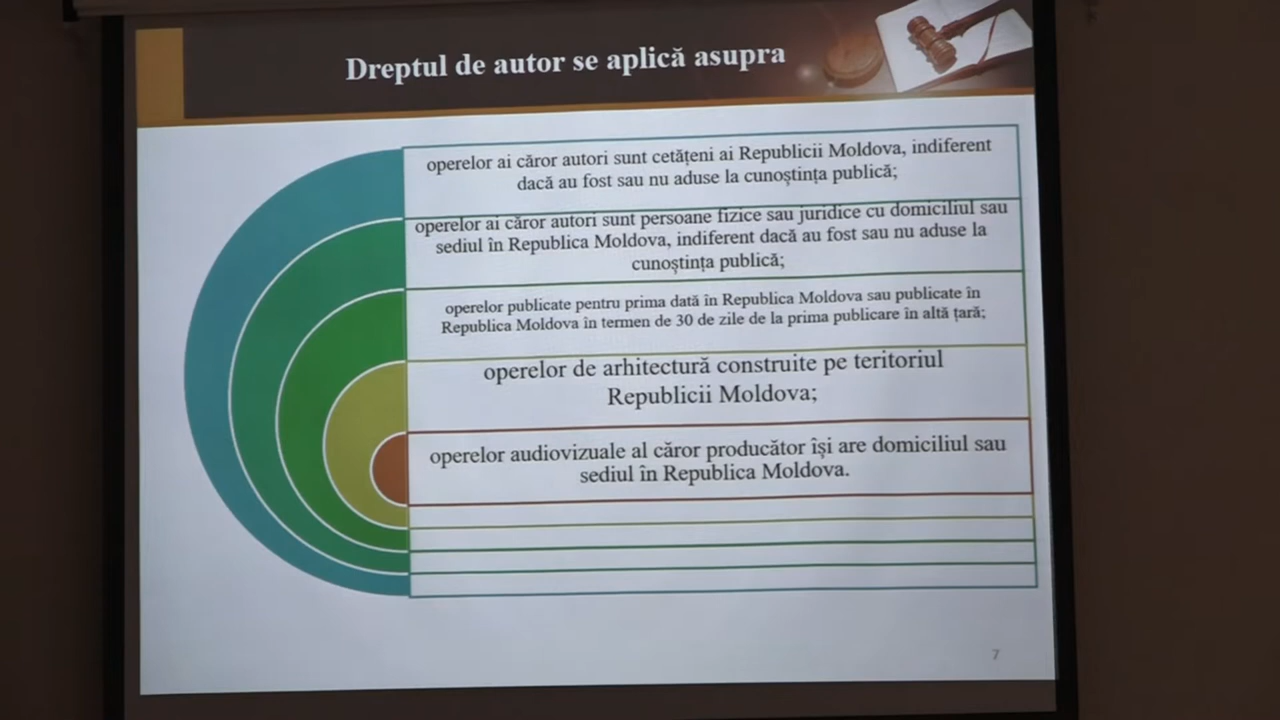 Dreptul de autor se aplică asupra
operelor ai căror autori sunt cetățeni ai Republicii Moldova, indiferent
dacă au fost sau nu aduse la cunoștința publică;
operelor ai căror autori sunt persoane fizice sau juridice cu domiciliul sau
sediul în Republica Moldova, indiferent dacă au fost sau nu aduse la
cunoștința publică;
operelor publicate pentru prima dată în Republica Moldova sau publicate în
Republica Moldova în termen de 30 de zile de la prima publicare în altă țară;
operelor de arhitectură construite pe teritoriul
Republicii Moldova;
operelor audiovizuale al căror producător își are domiciliul sau
sediul în Republica Moldova.
7